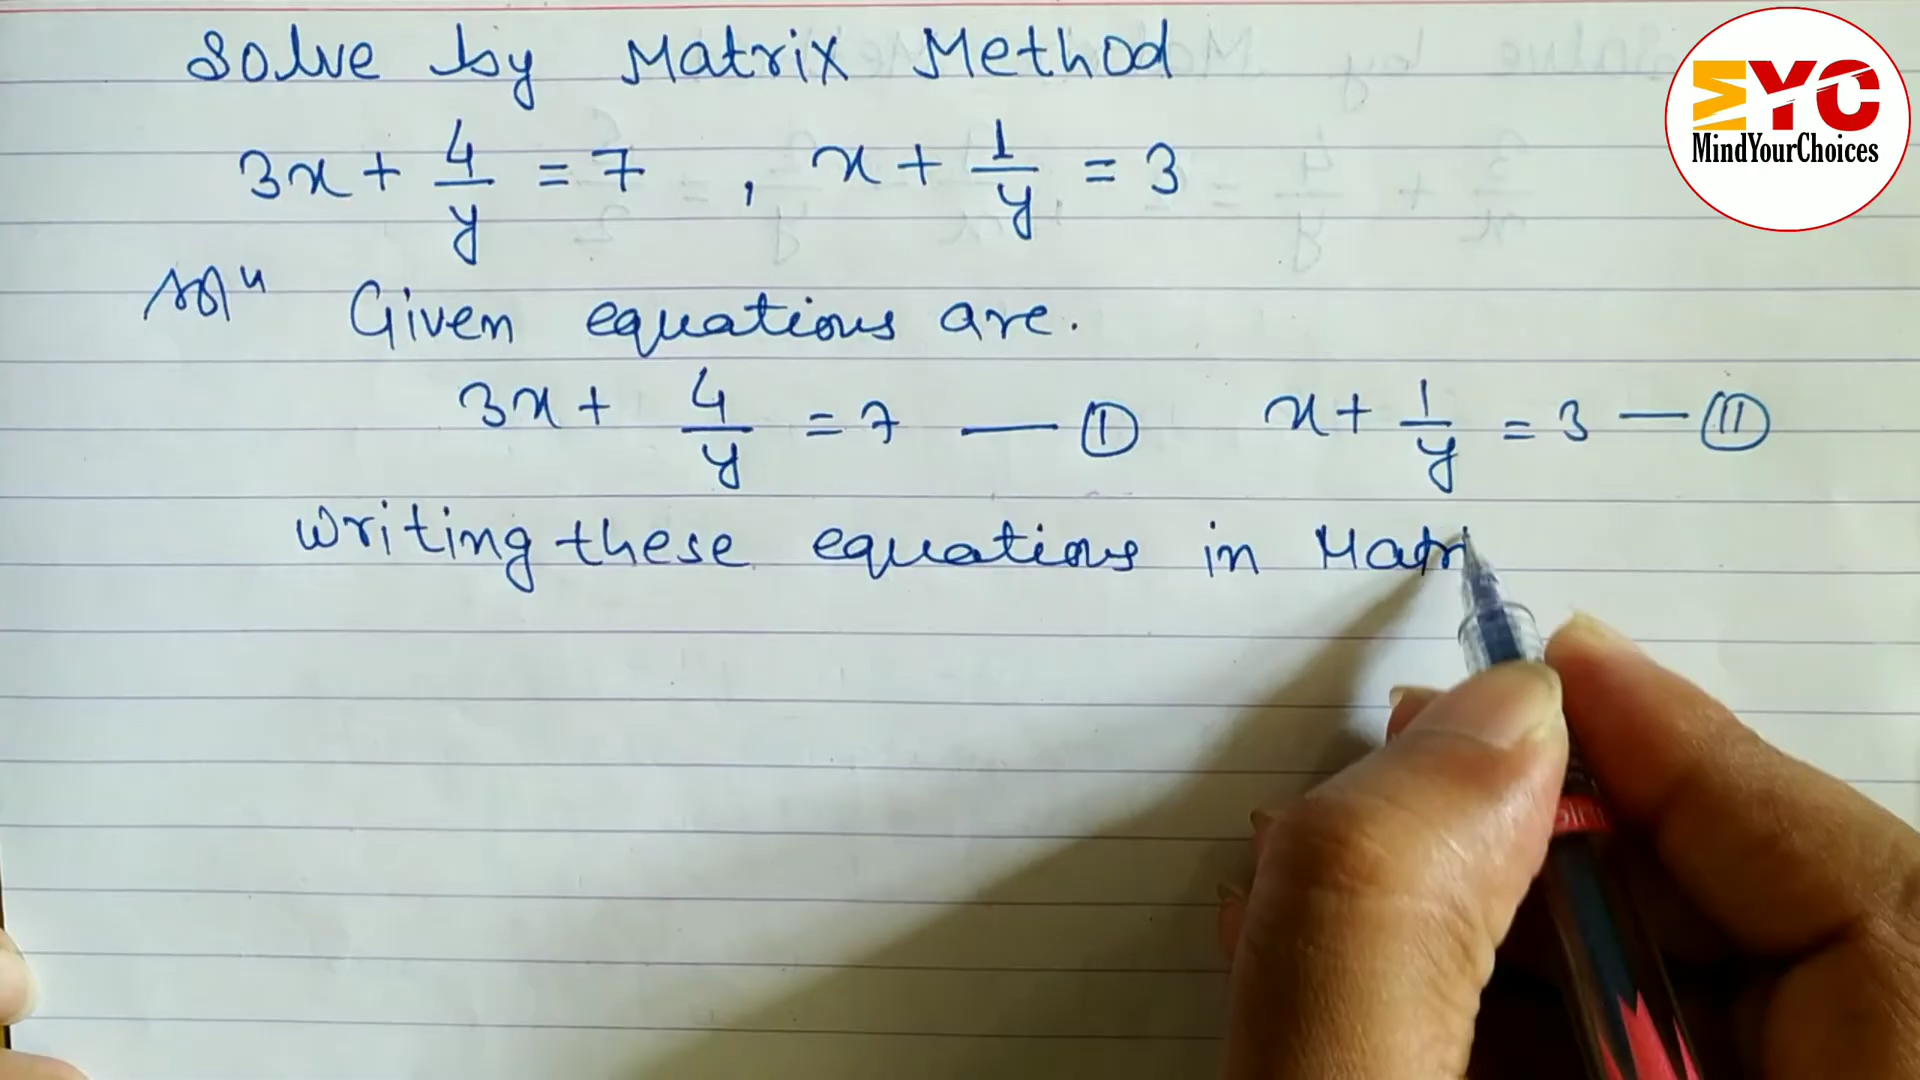 Solve by Matrix Method
3x + 4/y = 7 , x + 1/y = 3
Solⁿ Given equations are.
3x + 4/y = 7 — (I) x + 1/y = 3 — (II)
Writing these equations in Matri
MYC
MindYourChoices